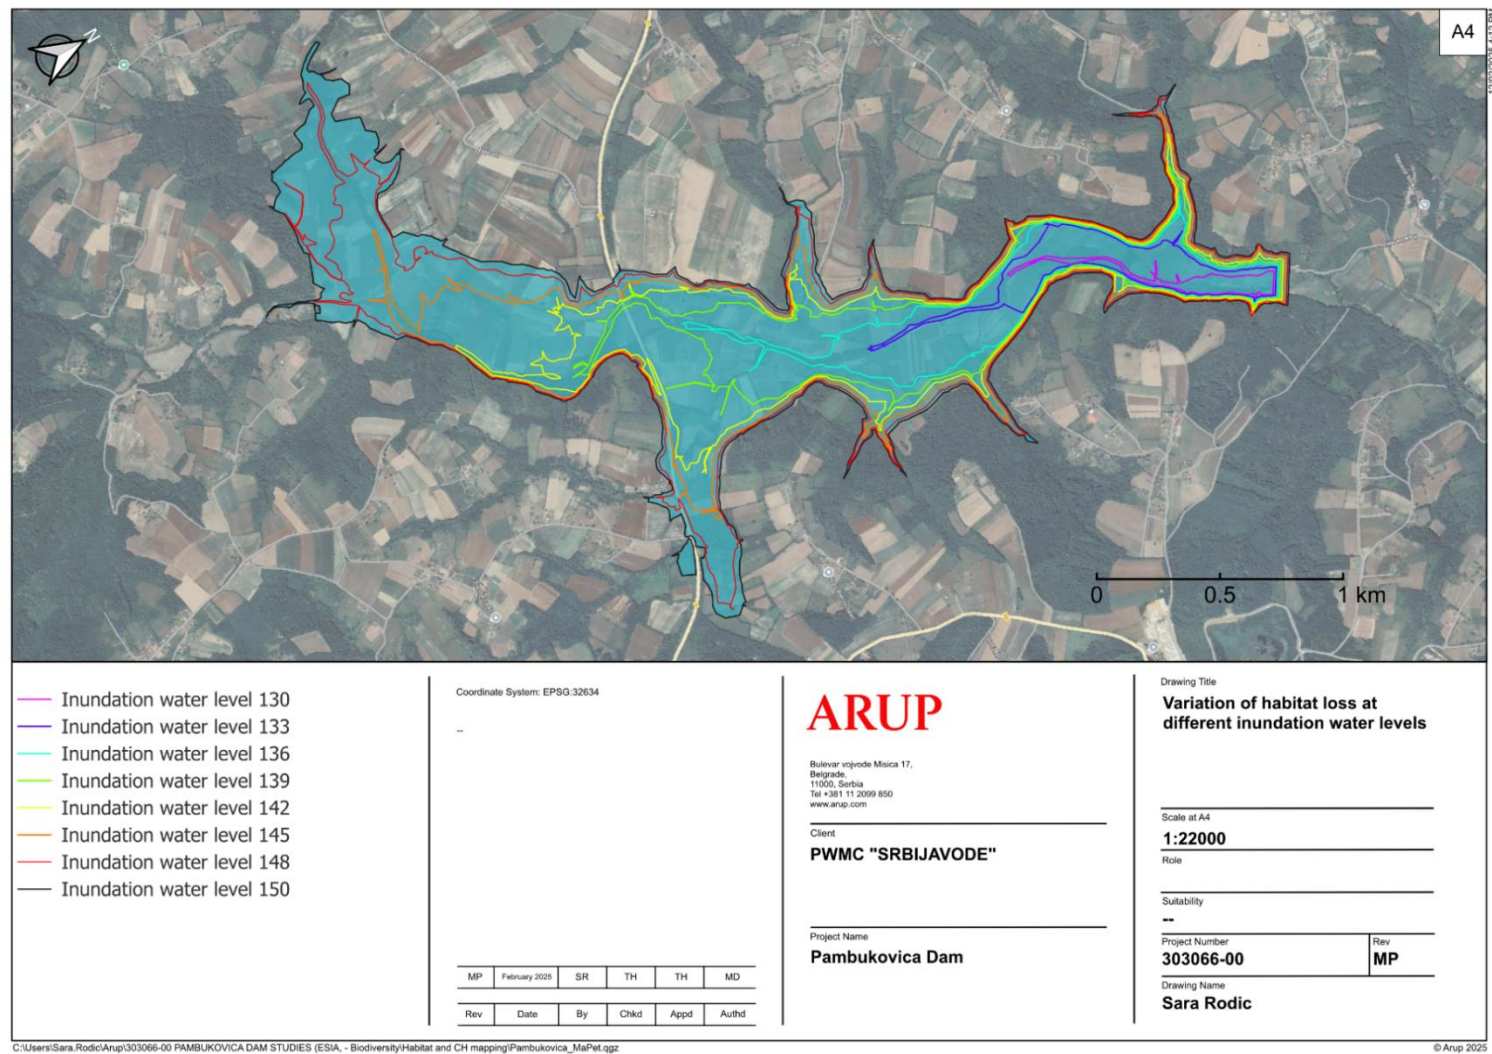 A4
N
0
0.5
1 km
Inundation water level 130
Inundation water level 133
Inundation water level 136
Inundation water level 139
Inundation water level 142
Inundation water level 145
Inundation water level 148
Inundation water level 150
Coordinate System: EPSG:32634
--
MP February 2025 SR TH TH MD
Rev Date By Chkd Appd Authd
ARUP
Bulevar vojvode Misica 17,
Belgrade,
11000, Serbia
Tel +381 11 2099 850
www.arup.com
Client
PWMC "SRBIJAVODE"
Project Name
Pambukovica Dam
Drawing Title
Variation of habitat loss at
different inundation water levels
Scale at A4
1:22000
Role
Suitability
--
Project Number
303066-00
Rev
MP
Drawing Name
Sara Rodic
C:\Users\Sara.Rodic\Arup\303066-00 PAMBUKOVICA DAM STUDIES (ESIA, - Biodiversity\Habitat and CH mapping\Pambukovica_MaPet.qgz
© Arup 2025